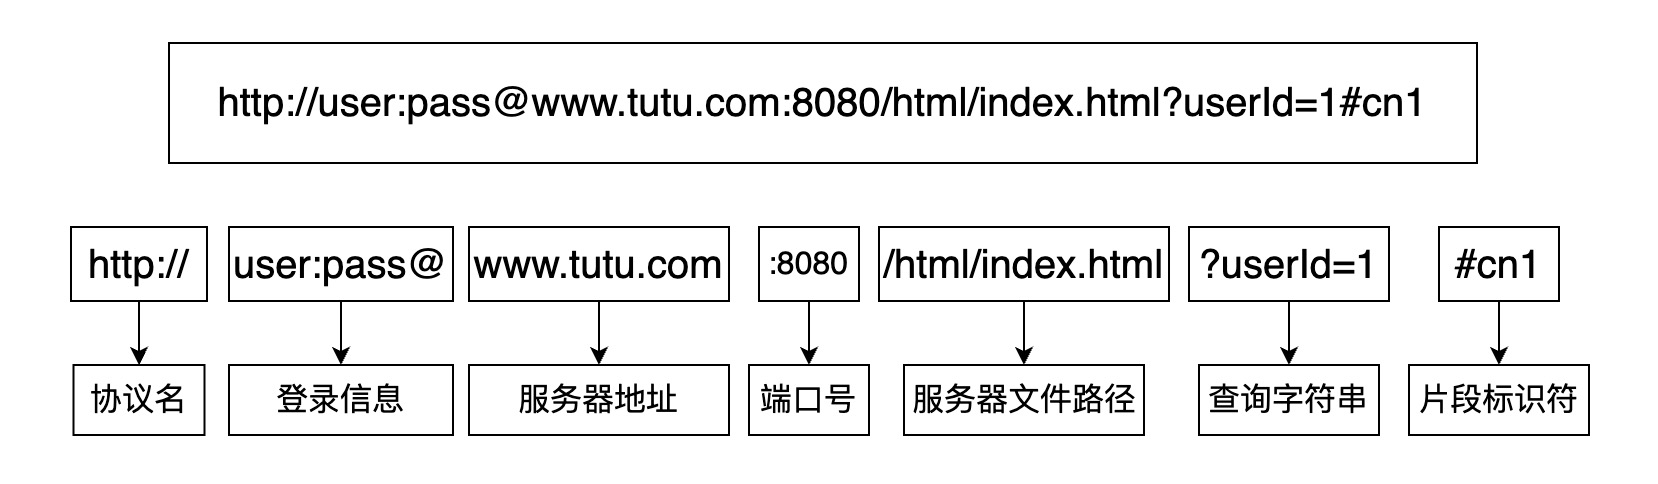 http://user:pass@www.tutu.com:8080/html/index.html?userId=1#cn1
http:// user:pass@ www.tutu.com :8080 /html/index.html ?userId=1 #cn1
协议名 登录信息 服务器地址 端口号 服务器文件路径 查询字符串 片段标识符